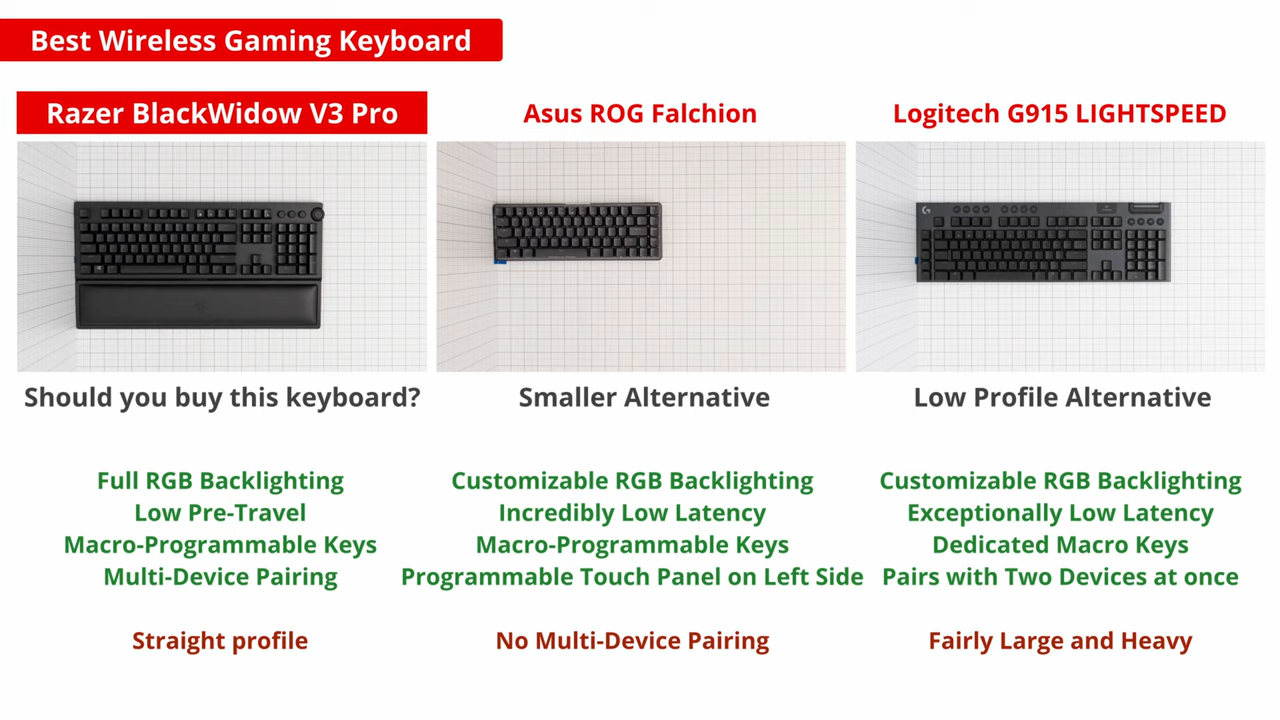 Best Wireless Gaming Keyboard
Razer BlackWidow V3 Pro
Asus ROG Falchion
Logitech G915 LIGHTSPEED
Should you buy this keyboard?
Smaller Alternative
Low Profile Alternative
Full RGB Backlighting
Low Pre-Travel
Macro-Programmable Keys
Multi-Device Pairing
Straight profile
Customizable RGB Backlighting
Incredibly Low Latency
Macro-Programmable Keys
Programmable Touch Panel on Left Side
No Multi-Device Pairing
Customizable RGB Backlighting
Exceptionally Low Latency
Dedicated Macro Keys
Pairs with Two Devices at once
Fairly Large and Heavy